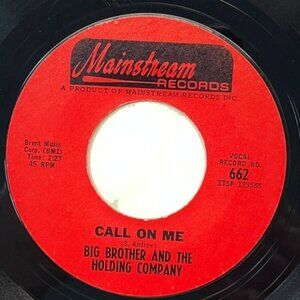 Mainstream
RECORDS
A PRODUCT OF MAINSTREAM RECORDS INC.
Brent Music
Corp. (BMI)
Time: 2:27
45 RPM
VOCAL
RECORD NO.
662
ZTSP 123588
CALL ON ME
(S. Andrew)
BIG BROTHER AND THE
HOLDING COMPANY